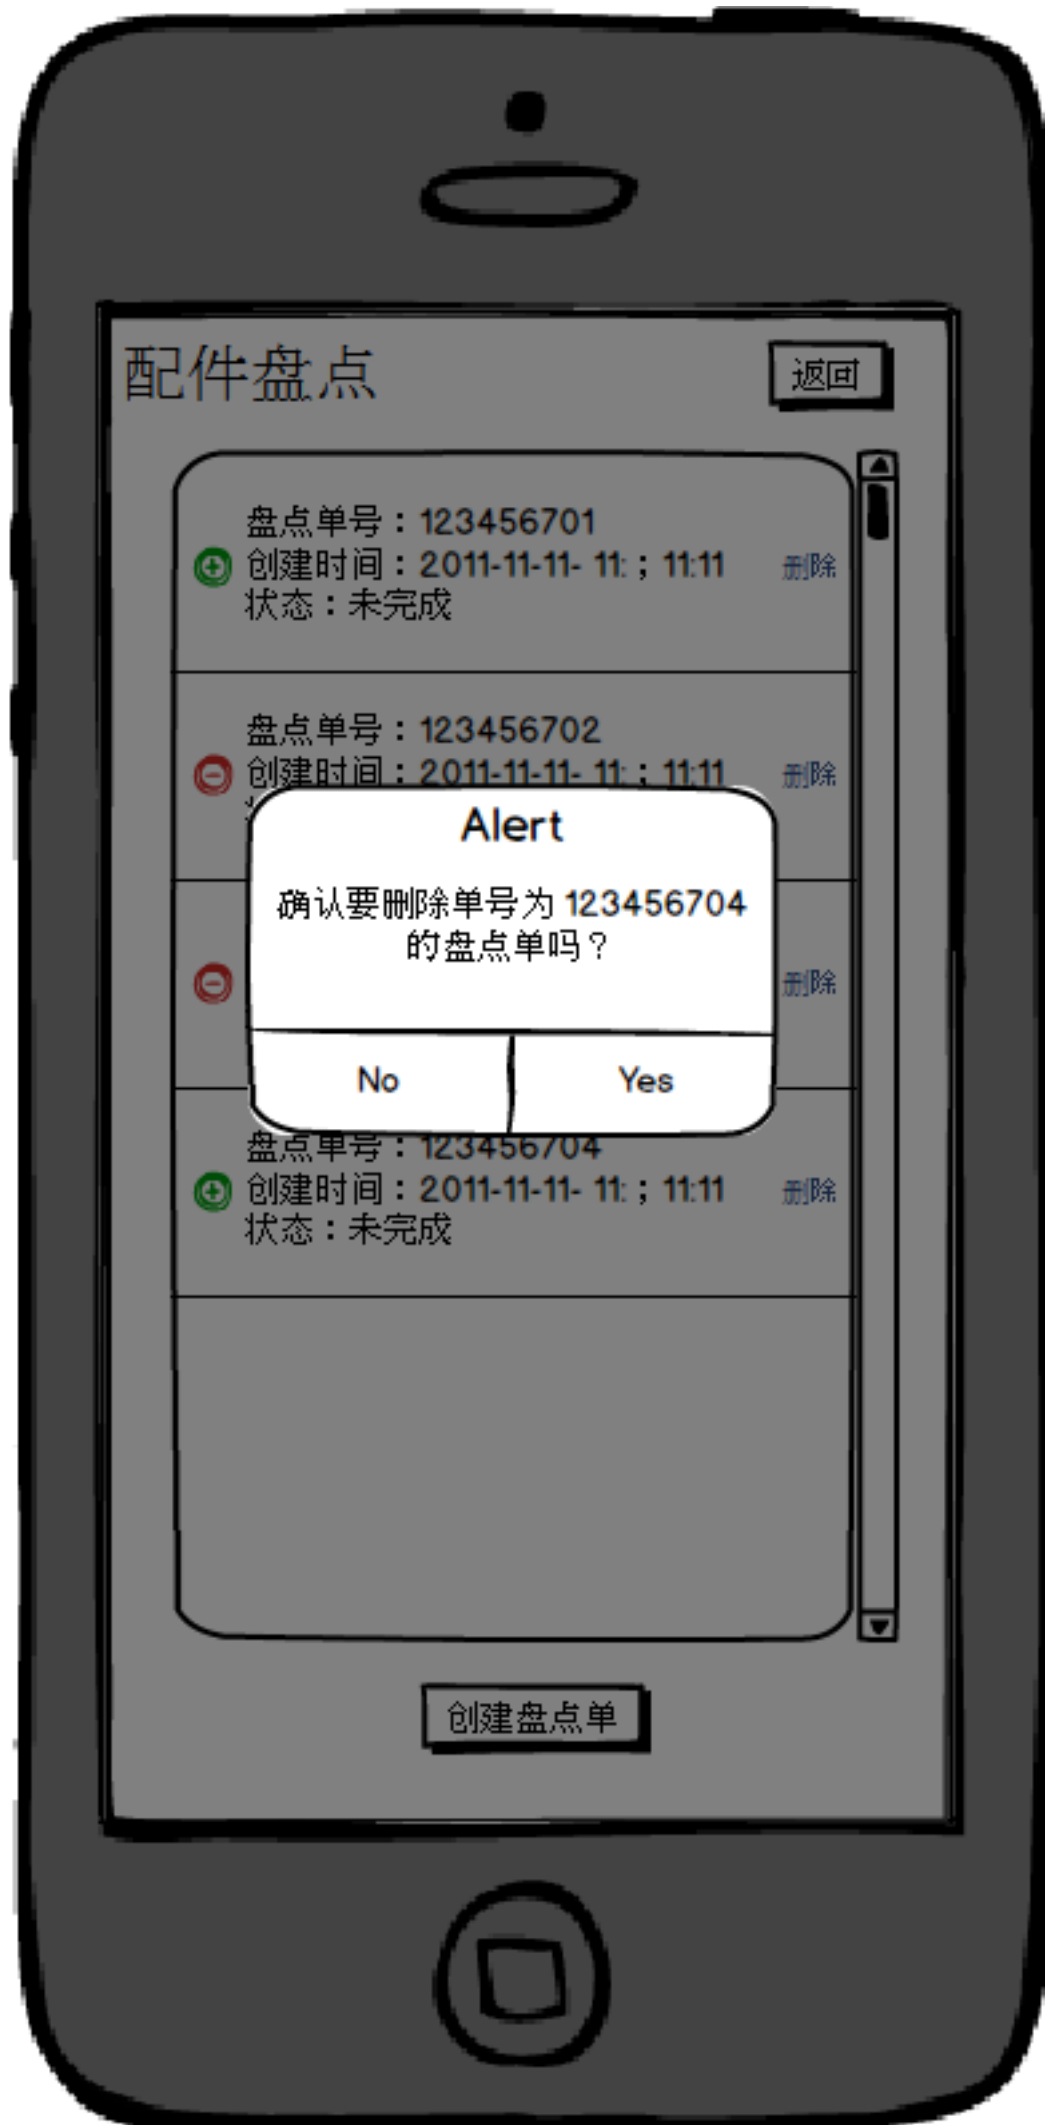 配件盘点
返回
盘点单号：123456701
创建时间：2011-11-11- 11:；11:11
删除
状态：未完成
盘点单号：123456702
创建时间：2011-11-11- 11:；11:11
删除
Alert
确认要删除单号为 123456704
的盘点单吗？
删除
No
Yes
盘点单号：123456704
创建时间：2011-11-11- 11:；11:11
删除
状态：未完成
创建盘点单